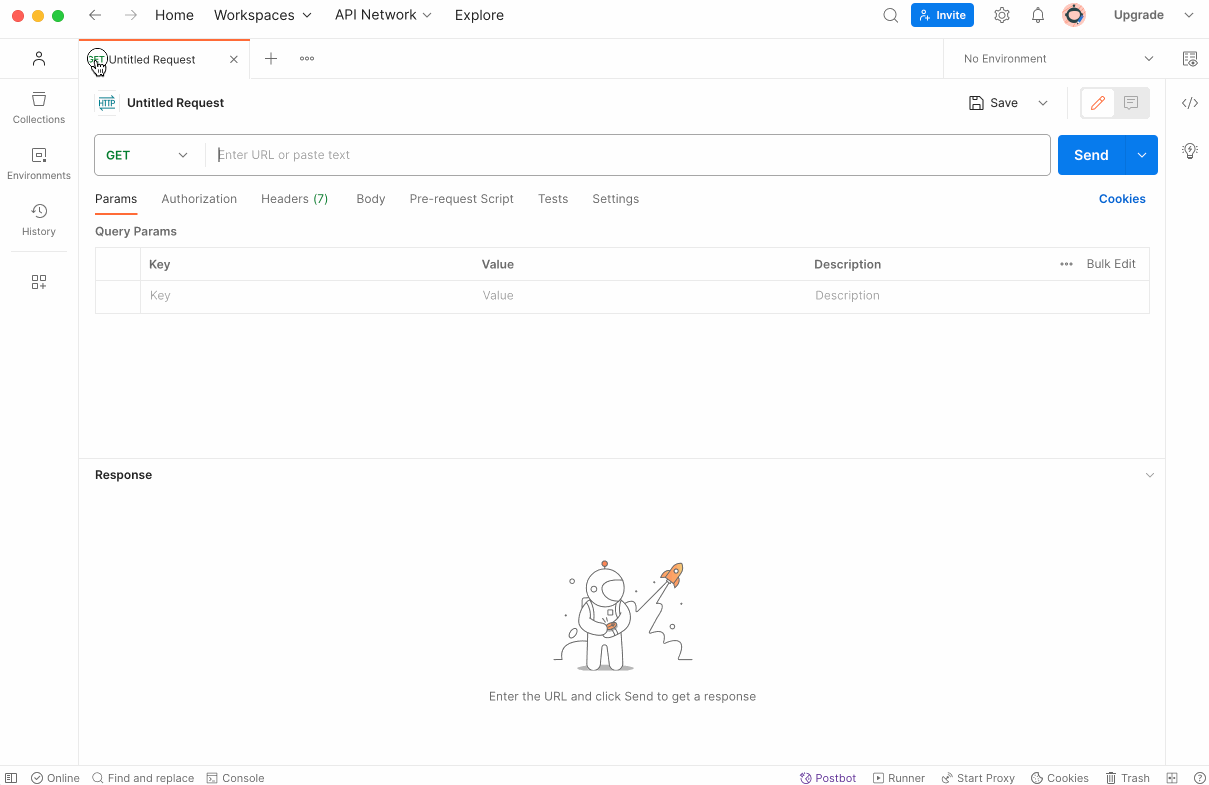 Home Workspaces API Network Explore Invite Upgrade
GET Untitled Request No Environment
HTTP Untitled Request Save
Collections
Environments
History
GET Enter URL or paste text Send
Params Authorization Headers (7) Body Pre-request Script Tests Settings Cookies
Query Params
Key Value Description Bulk Edit
Key Value Description
Response
Enter the URL and click Send to get a response
Online Find and replace Console Postbot Runner Start Proxy Cookies Trash